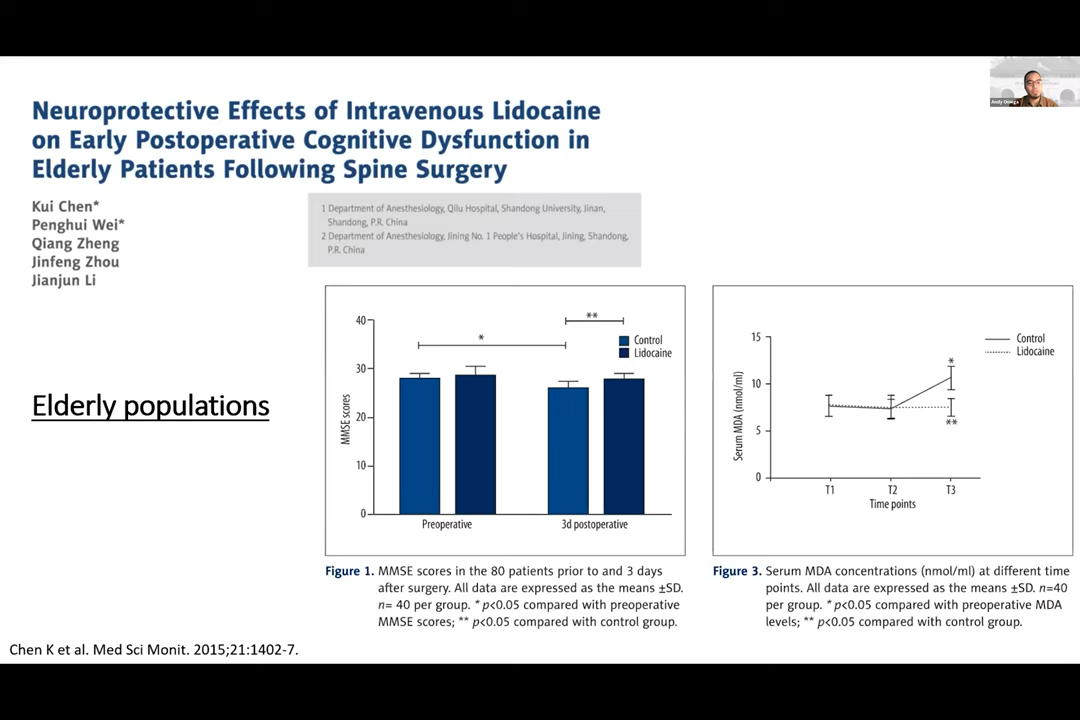 Andy Omega
Neuroprotective Effects of Intravenous Lidocaine
on Early Postoperative Cognitive Dysfunction in
Elderly Patients Following Spine Surgery
Kui Chen*
Penghui Wei*
Qiang Zheng
Jinfeng Zhou
Jianjun Li
1 Department of Anesthesiology, Qilu Hospital, Shandong University, Jinan,
Shandong, P.R. China
2 Department of Anesthesiology, Jining No. 1 People's Hospital, Jining, Shandong,
P.R. China
Elderly populations
40
30
20
10
0
MMSE scores
*
**
Control
Lidocaine
Preoperative
3d postoperative
Figure 1. MMSE scores in the 80 patients prior to and 3 days
after surgery. All data are expressed as the means ±SD.
n= 40 per group. * p<0.05 compared with preoperative
MMSE scores; ** p<0.05 compared with control group.
15
10
5
0
Serum MDA (nmol/ml)
*
**
Control
Lidocaine
T1
T2
T3
Time points
Figure 3. Serum MDA concentrations (nmol/ml) at different time
points. All data are expressed as the means ±SD. n=40
per group. * p<0.05 compared with preoperative MDA
levels; ** p<0.05 compared with control group.
Chen K et al. Med Sci Monit. 2015;21:1402-7.